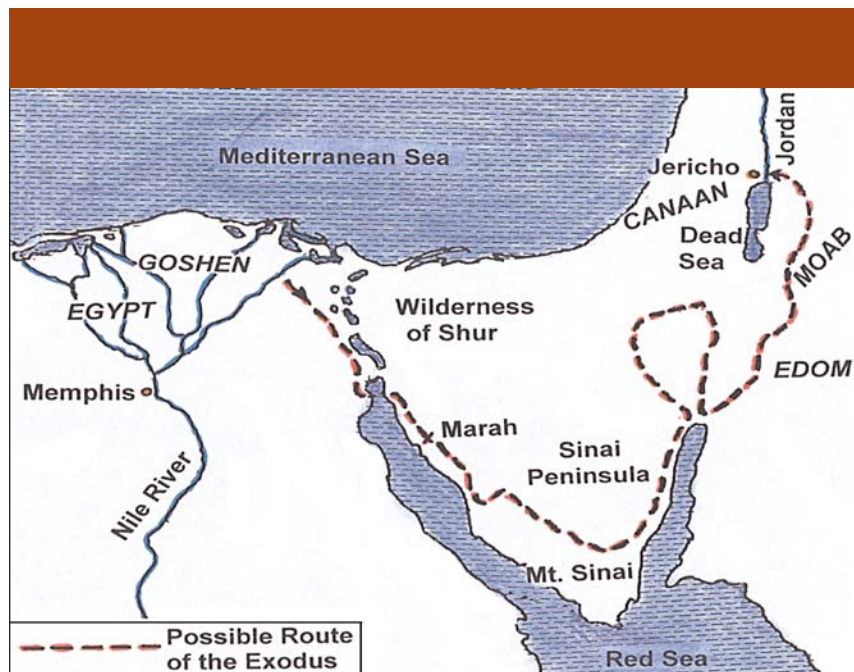 Mediterranean Sea
Jordan
Jericho
CANAAN
Dead
Sea
MOAB
GOSHEN
EGYPT
Wilderness
of Shur
EDOM
Memphis
Marah
Sinai
Peninsula
Nile River
Mt. Sinai
Possible Route
of the Exodus
Red Sea